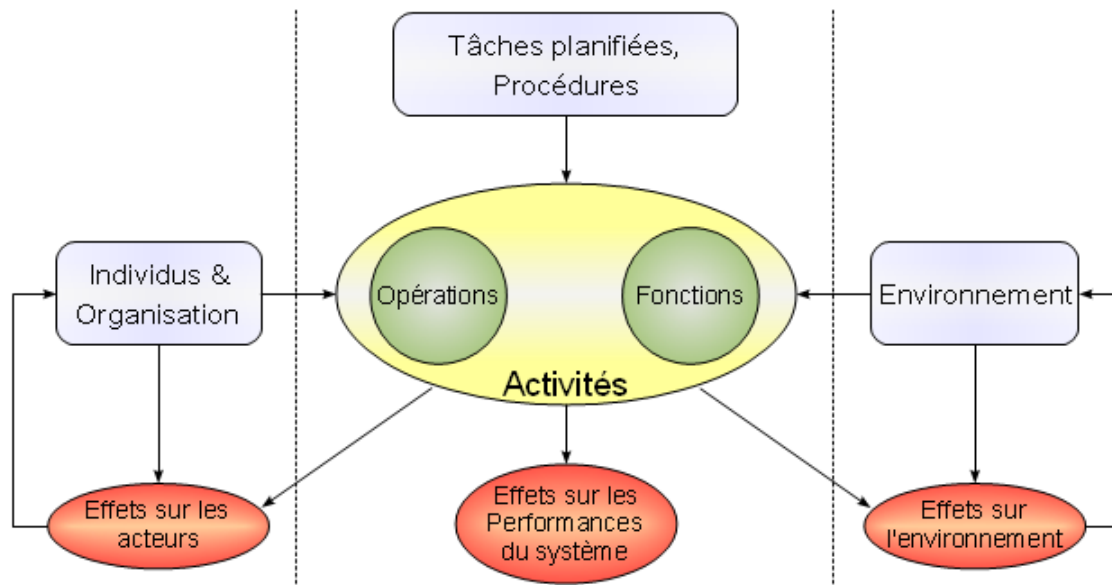 Tâches planifiées,
Procédures
Individus &
Organisation
Opérations
Fonctions
Environnement
Activités
Effets sur les
acteurs
Effets sur les
Performances
du système
Effets sur
l'environnement